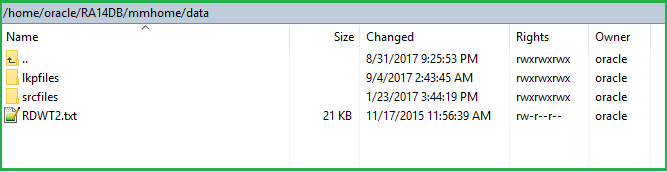 /home/oracle/RA14DB/mmhome/data
Name Size Changed Rights Owner
.. 8/31/2017 9:25:53 PM rwxrwxrwx oracle
lkpfiles 9/4/2017 2:43:45 AM rwxrwxrwx oracle
srcfiles 1/23/2017 3:44:19 PM rwxrwxrwx oracle
RDWT2.txt 21 KB 11/17/2015 11:56:39 AM rw-r--r-- oracle